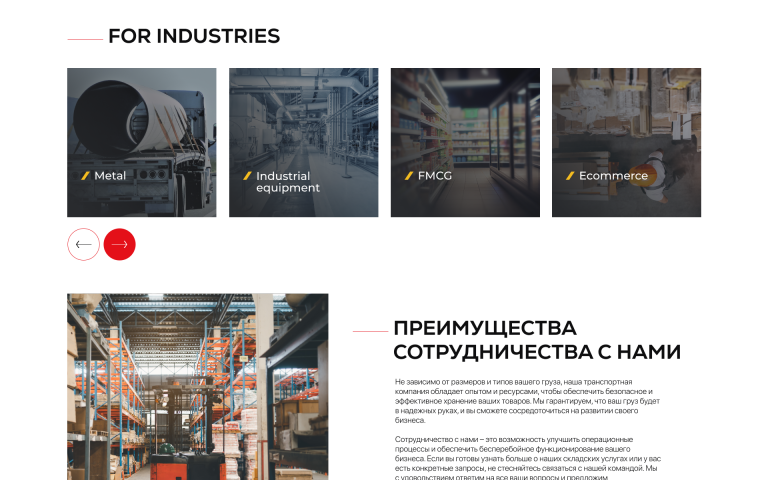 FOR INDUSTRIES
Metal
Industrial
equipment
FMCG
Ecommerce
ПРЕИМУЩЕСТВА
СОТРУДНИЧЕСТВА С НАМИ
Не зависимо от размеров и типов вашего груза, наша транспортная
компания обладает опытом и ресурсами, чтобы обеспечить безопасное и
эффективное хранение ваших товаров. Мы гарантируем, что ваш груз будет
в надежных руках, и вы сможете сосредоточиться на развитии своего
бизнеса.
Сотрудничество с нами – это возможность улучшить операционные
процессы и обеспечить бесперебойное функционирование вашего
бизнеса. Если вы готовы узнать больше о наших складских услугах или у вас
есть конкретные запросы, не стесняйтесь связаться с нашей командой. Мы
с удовольствием ответим на все ваши вопросы и предложим